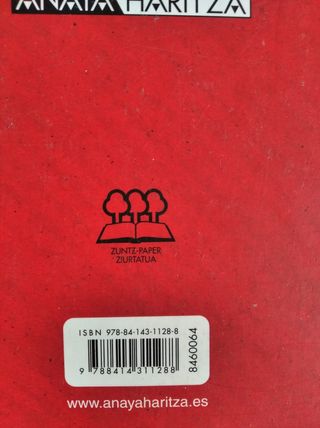 ANAYA HARITZA
ZUNTZ-PAPER
ZIURTATUA
ISBN 978-84-143-1128-8
9 788414 311288
8460064
www.anayaharitza.es